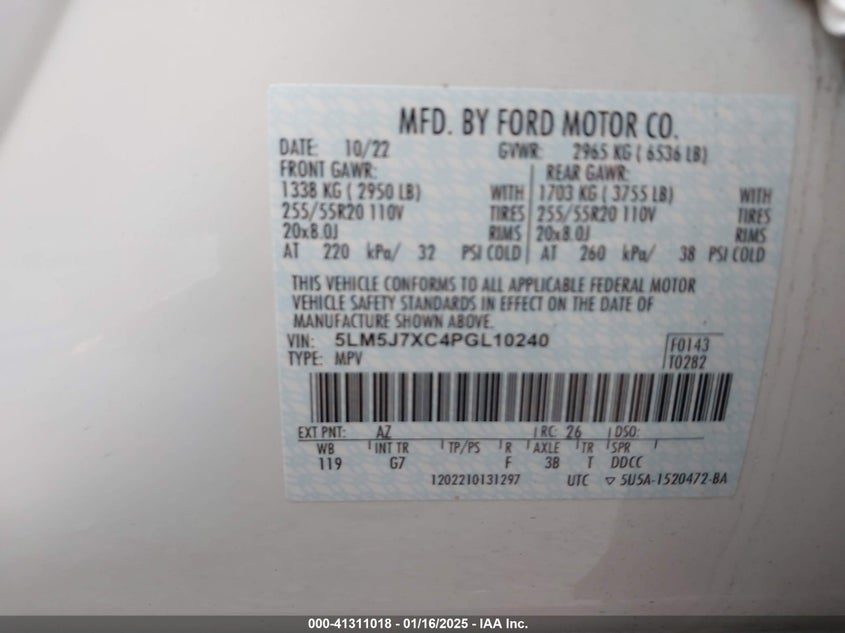 MFD. BY FORD MOTOR CO.
DATE: 10/22 GVWR: 2965 KG ( 6536 LB)
FRONT GAWR: REAR GAWR:
1338 KG ( 2950 LB) WITH 1703 KG ( 3755 LB) WITH
255/55R20 110V TIRES 255/55R20 110V TIRES
20x8.0J RIMS 20x8.0J RIMS
AT 220 kPa/ 32 PSI COLD AT 260 kPa/ 38 PSI COLD
THIS VEHICLE CONFORMS TO ALL APPLICABLE FEDERAL MOTOR
VEHICLE SAFETY STANDARDS IN EFFECT ON THE DATE OF
MANUFACTURE SHOWN ABOVE.
VIN: 5LM5J7XC4PGL10240 F0143
TYPE: MPV T0282
EXT PNT: AZ RC: 26 DSO:
WB INT TR TP/PS R AXLE TR SPR
119 G7 F 3B T DDCC
1202210131297 UTC ▽ 5U5A-1520472-BA
000-41311018 - 01/16/2025 - IAA Inc.